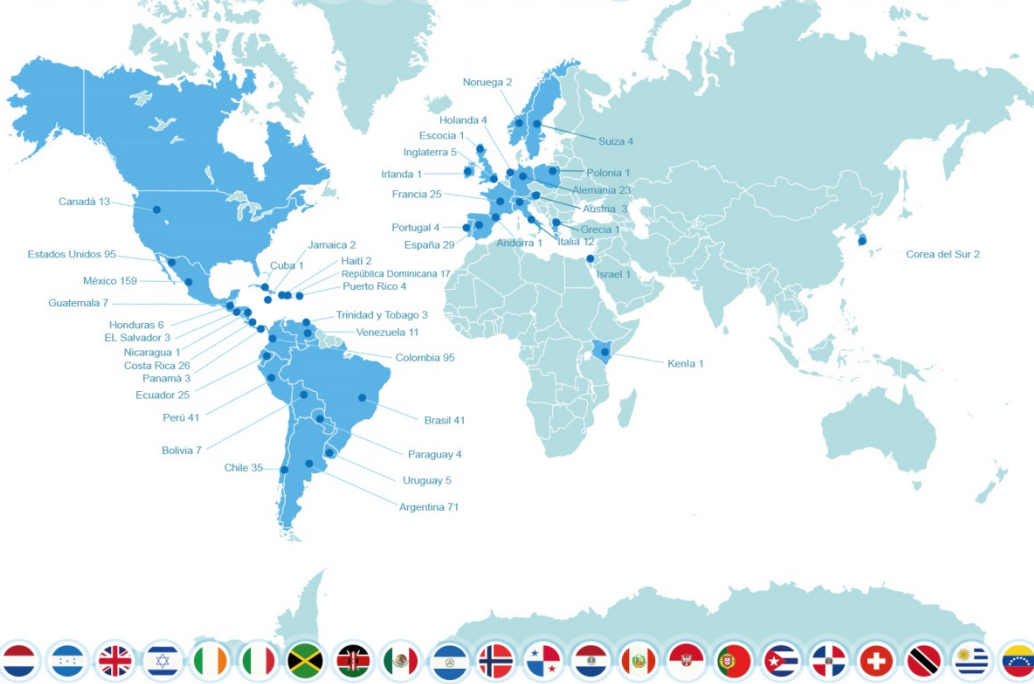 Noruega 2
Holanda 4
Escocia 1
Suiza 4
Inglaterra 5
Irlanda 1
Polonia 1
Alemania 23
Francia 25
Austria 3
Portugal 4
Grecia 1
España 29
Andorra 1
Italia 12
Israel 1
Corea del Sur 2
Canadá 13
Estados Unidos 95
México 159
Guatemala 7
Honduras 6
EL Salvador 3
Nicaragua 1
Costa Rica 26
Panamá 3
Ecuador 25
Perú 41
Bolivia 7
Chile 35
Jamaica 2
Cuba 1
Haiti 2
República Dominicana 17
Puerto Rico 4
Trinidad y Tobago 3
Venezuela 11
Colombia 95
Kenia 1
Brasil 41
Paraguay 4
Uruguay 5
Argentina 71